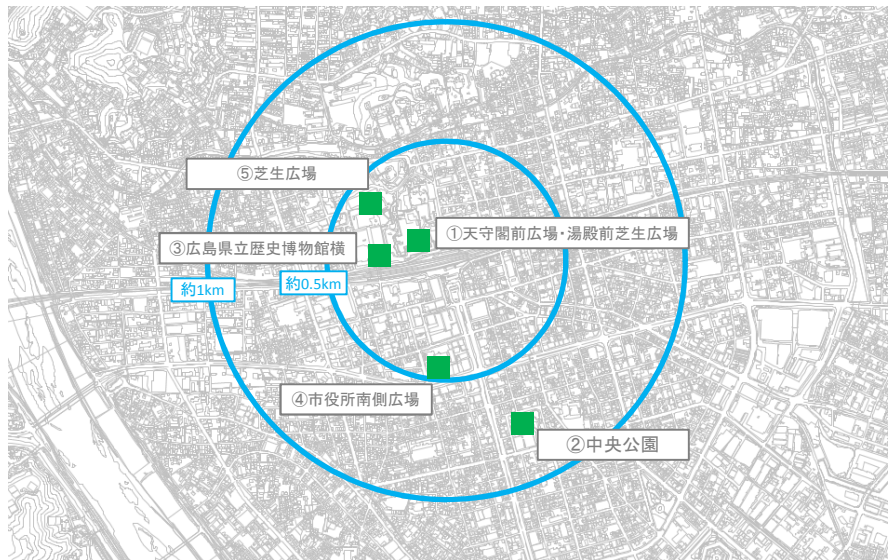 ⑤芝生広場
①天守閣前広場・湯殿前芝生広場
③広島県立歴史博物館横
約1km
約0.5km
④市役所南側広場
②中央公園